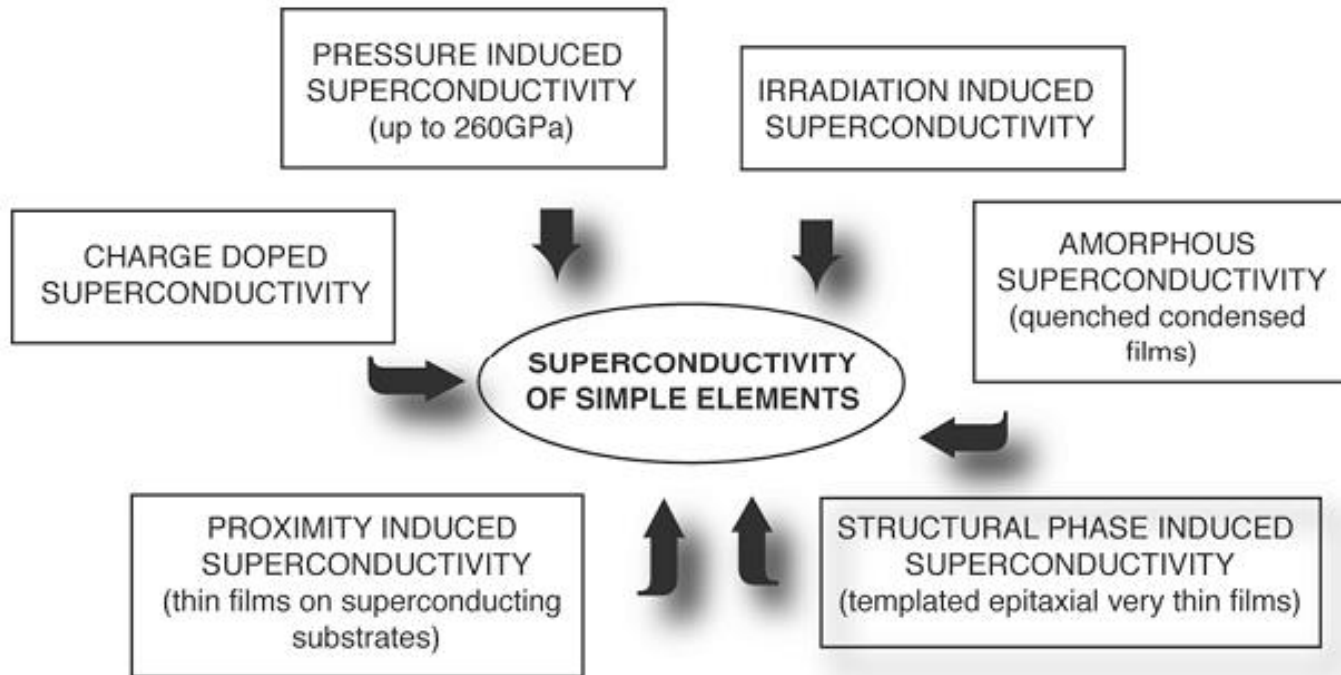 PRESSURE INDUCED
SUPERCONDUCTIVITY
(up to 260GPa)
IRRADIATION INDUCED
SUPERCONDUCTIVITY
CHARGE DOPED
SUPERCONDUCTIVITY
AMORPHOUS
SUPERCONDUCTIVITY
(quenched condensed
films)
SUPERCONDUCTIVITY
OF SIMPLE ELEMENTS
PROXIMITY INDUCED
SUPERCONDUCTIVITY
(thin films on superconducting
substrates)
STRUCTURAL PHASE INDUCED
SUPERCONDUCTIVITY
(templated epitaxial very thin films)